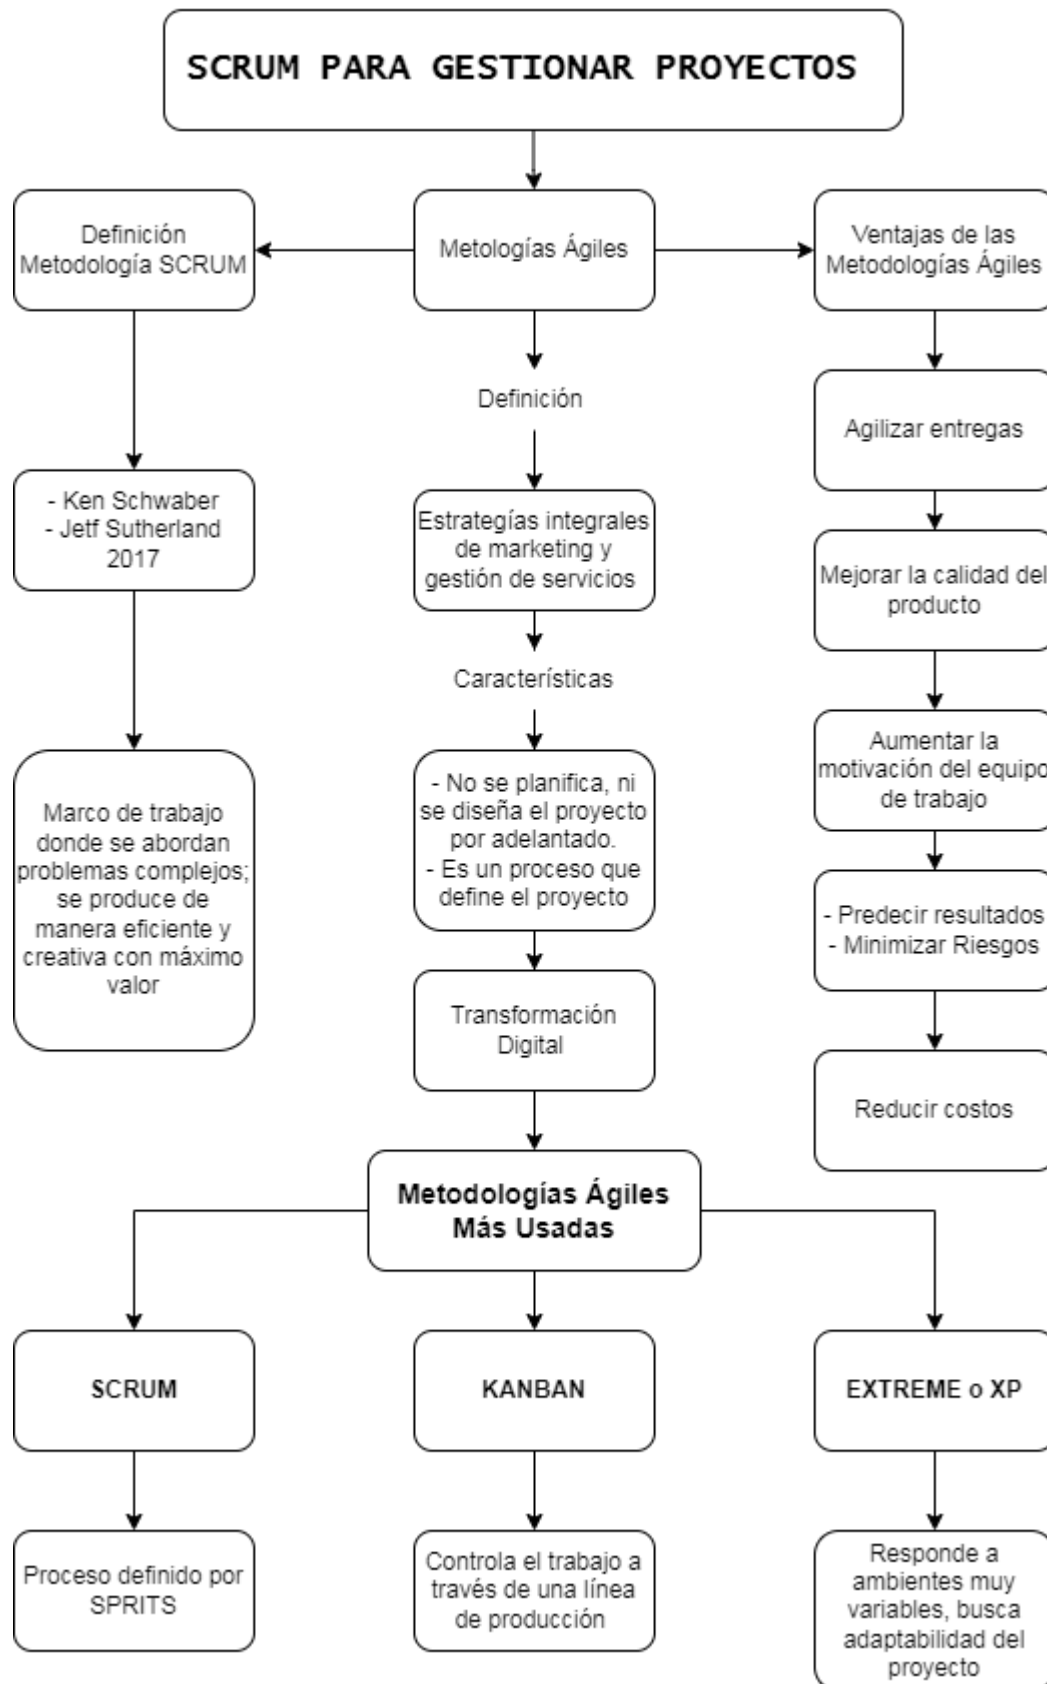 SCRUM PARA GESTIONAR PROYECTOS
Definición
Metodología SCRUM
Metologías Ágiles
Ventajas de las
Metodologías Ágiles
Definición
Agilizar entregas
- Ken Schwaber
- Jetf Sutherland
2017
Estrategías integrales
de marketing y
gestión de servicios
Mejorar la calidad del
producto
Características
Aumentar la
motivación del equipo
de trabajo
Marco de trabajo
donde se abordan
problemas complejos;
se produce de
manera eficiente y
creativa con máximo
valor
- No se planifica, ni
se diseña el proyecto
por adelantado.
- Es un proceso que
define el proyecto
- Predecir resultados
- Minimizar Riesgos
Transformación
Digital
Reducir costos
Metodologías Ágiles
Más Usadas
SCRUM
KANBAN
EXTREME o XP
Proceso definido por
SPRITS
Controla el trabajo a
través de una línea
de producción
Responde a
ambientes muy
variables, busca
adaptabilidad del
proyecto